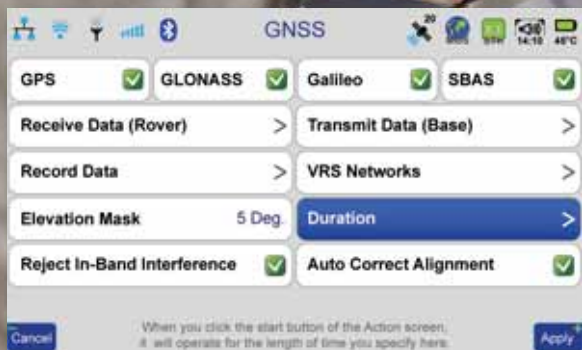 GNSS
20
14:10
46°C
GPS
GLONASS
Galileo
SBAS
Receive Data (Rover) >
Transmit Data (Base) >
Record Data >
VRS Networks >
Elevation Mask 5 Deg.
Duration >
Reject In-Band Interference
Auto Correct Alignment
Cancel
When you click the start button of the Action screen,
it will operate for the length of time you specify here.
Apply